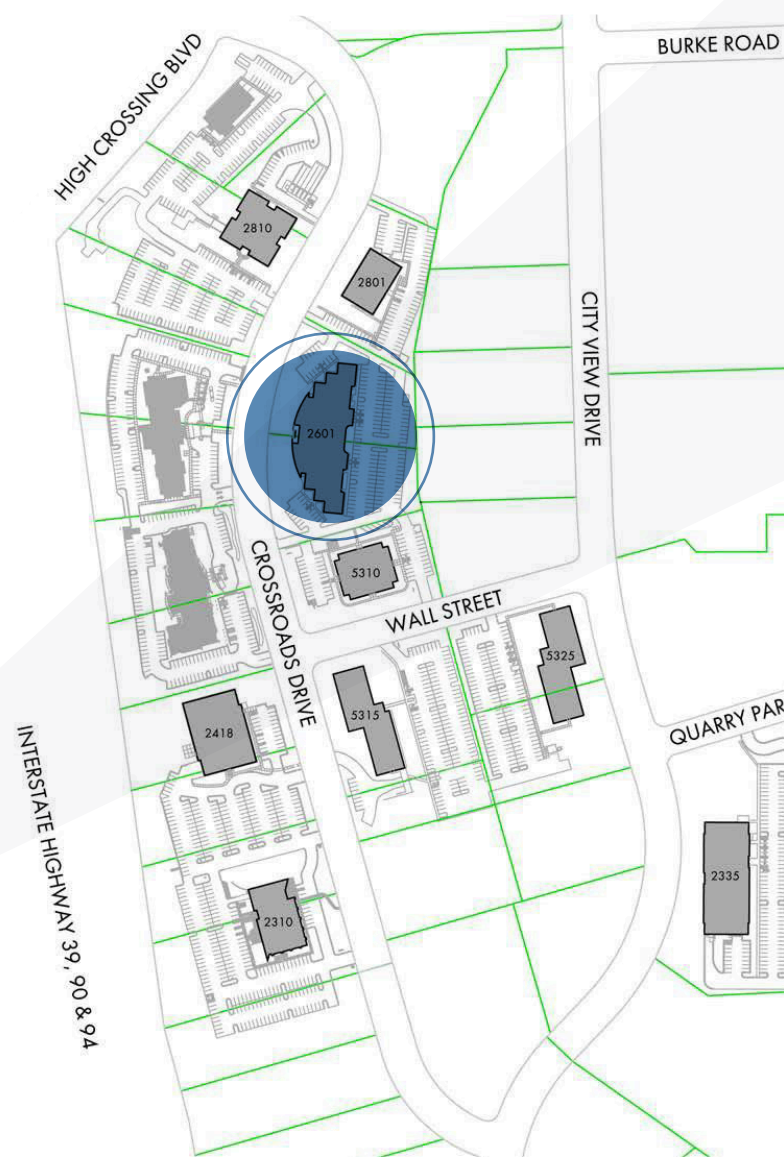 BURKE ROAD
HIGH CROSSING BLVD
2810
2801
CITY VIEW DRIVE
2601
CROSSROADS DRIVE
5310
WALL STREET
5325
5315
2418
QUARRY PAR
INTERSTATE HIGHWAY 39, 90 & 94
2335
2310